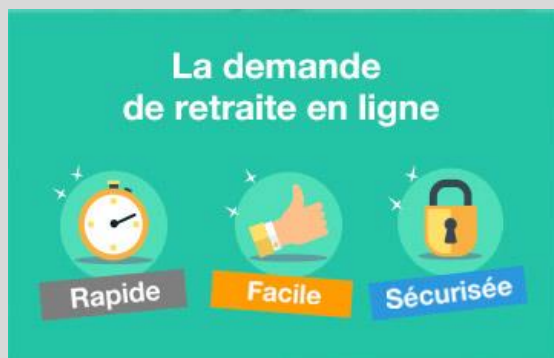 La demande
de retraite en ligne
Rapide
Facile
Sécurisée